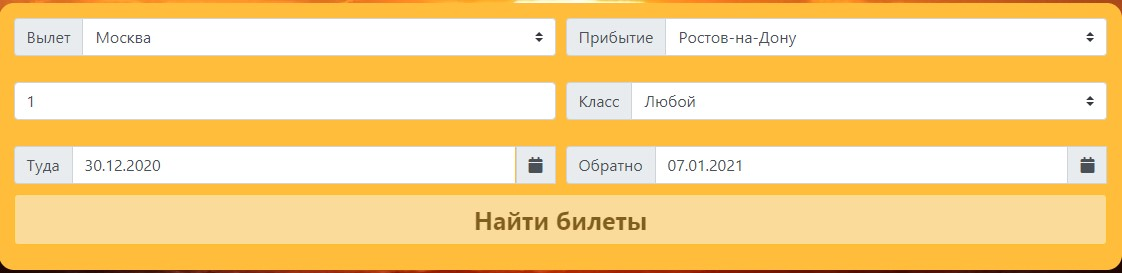 Вылет Москва Прибытие Ростов-на-Дону
1 Класс Любой
Туда 30.12.2020 Обратно 07.01.2021
Найти билеты